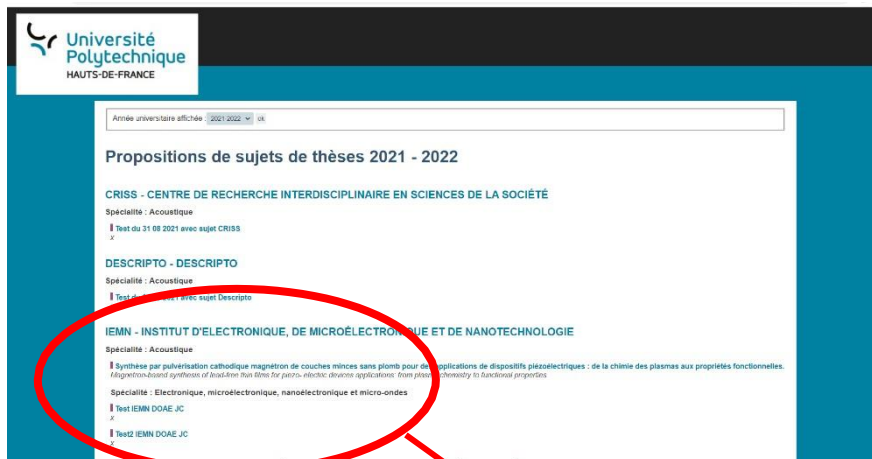 Université
Polytechnique
HAUTS-DE-FRANCE
Année universitaire affichée : 2021-2022 ok
Propositions de sujets de thèses 2021 - 2022
CRISS - CENTRE DE RECHERCHE INTERDISCIPLINAIRE EN SCIENCES DE LA SOCIÉTÉ
Spécialité : Acoustique
Test du 31 08 2021 avec sujet CRISS
x
DESCRIPTO - DESCRIPTO
Spécialité : Acoustique
Test 2021 avec sujet Descripto
IEMN - INSTITUT D'ELECTRONIQUE, DE MICROÉLECTRONIQUE ET DE NANOTECHNOLOGIE
Spécialité : Acoustique
Synthèse par pulvérisation cathodique magnétron de couches minces sans plomb pour des applications de dispositifs piézoélectriques : de la chimie des plasmas aux propriétés fonctionnelles.
Magnetron-based synthesis of lead-free thin films for piezo- electric devices applications: from plasma chemistry to functional properties
Spécialité : Electronique, microélectronique, nanoélectronique et micro-ondes
Test IEMN DOAE JC
x
Test2 IEMN DOAE JC
x